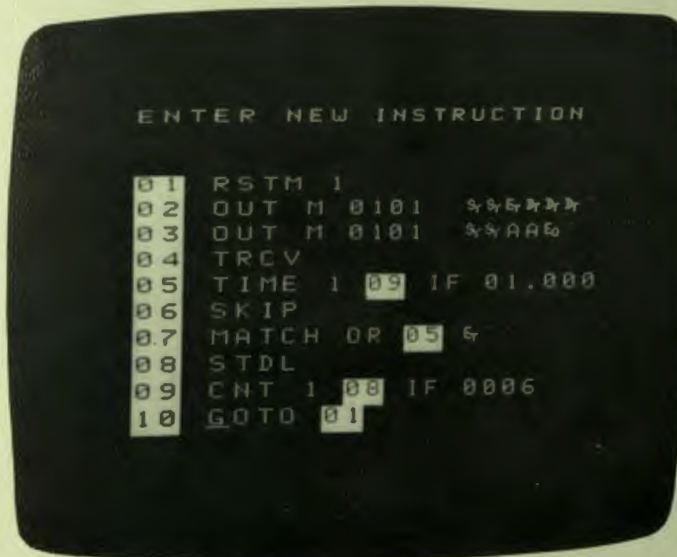 ENTER NEW INSTRUCTION
01 RSTM 1
02 OUT M 0101
03 OUT M 0101 AA
04 TRCV
05 TIME 1 09 IF 01.000
06 SKIP
07 MATCH OR 05
08 STDL
09 CNT 1 08 IF 0006
10 GOTO 01